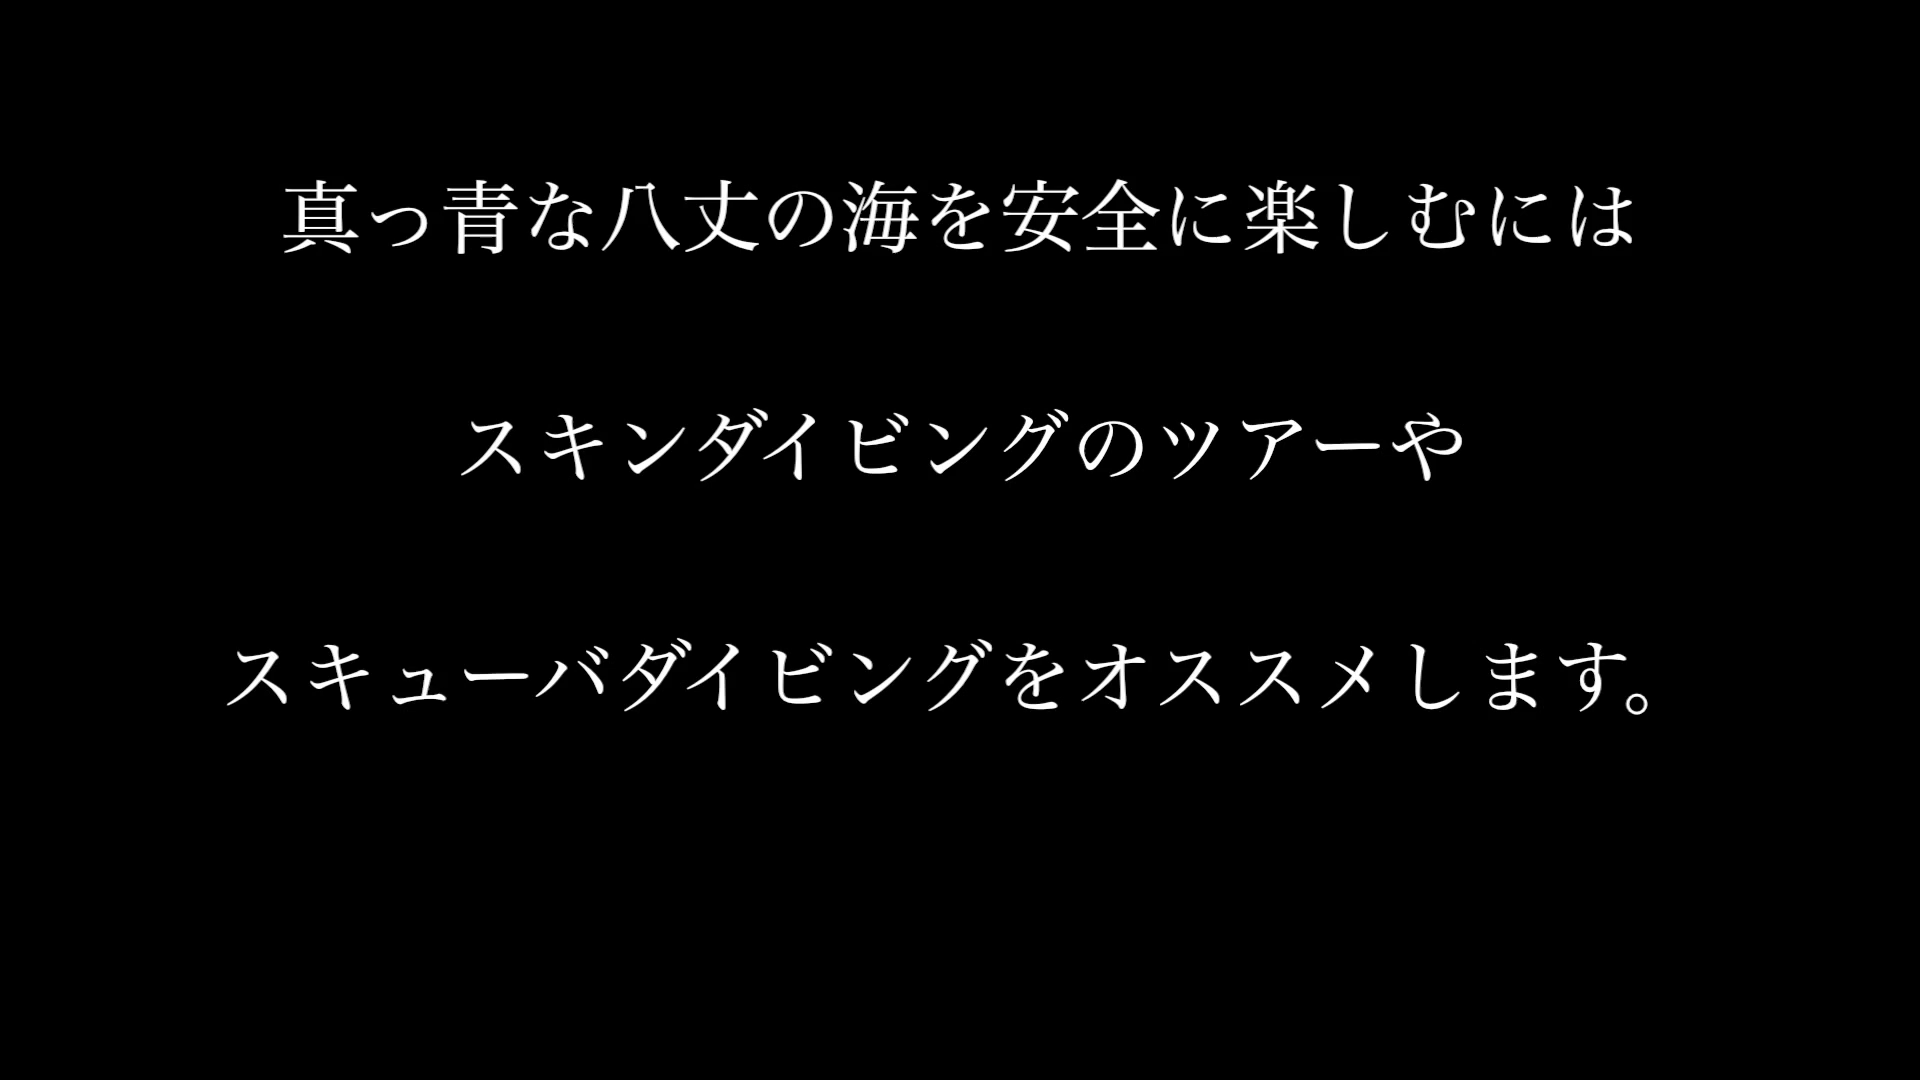 真っ青な八丈の海を安全に楽しむには
スキンダイビングのツアーや
スキューバダイビングをオススメします。